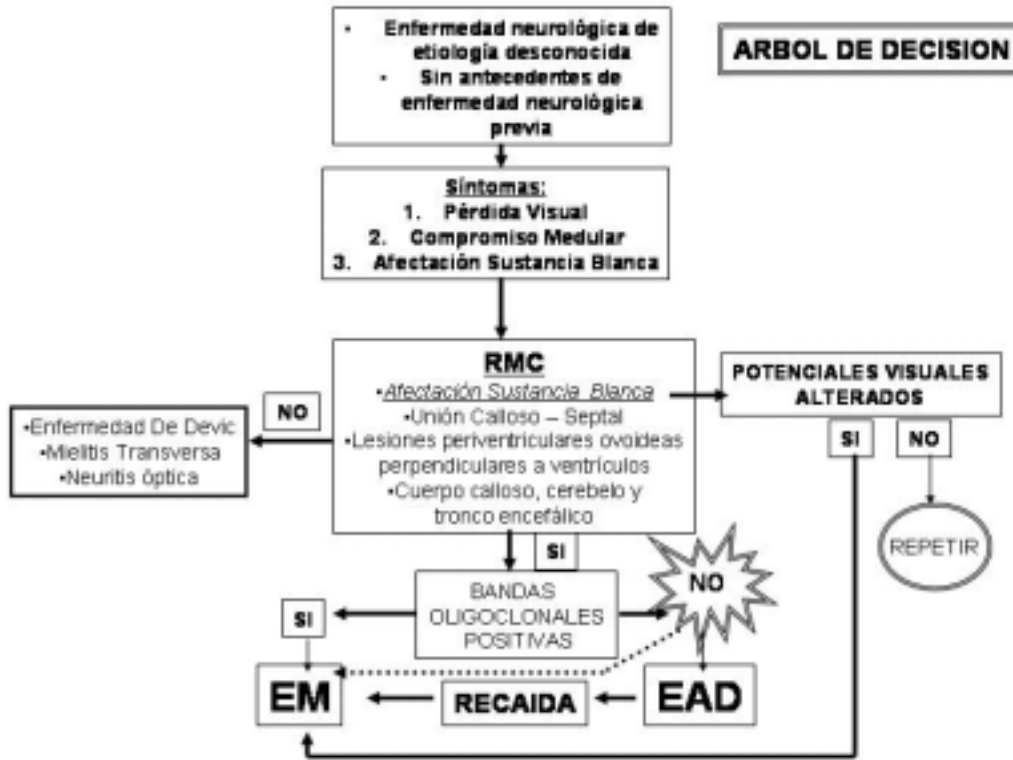 ARBOL DE DECISION
• Enfermedad neurológica de
etiología desconocida
• Sin antecedentes de
enfermedad neurológica
previa
Síntomas:
1. Pérdida Visual
2. Compromiso Medular
3. Afectación Sustancia Blanca
RMC
•Afectación Sustancia Blanca
•Unión Calloso – Septal
•Lesiones periventriculares ovoideas
perpendiculares a ventrículos
•Cuerpo calloso, cerebelo y
tronco encefálico
POTENCIALES VISUALES
ALTERADOS
NO
•Enfermedad De Devic
•Mielitis Transversa
•Neuritis óptica
SI
NO
REPETIR
SI
BANDAS
OLIGOCLONALES
POSITIVAS
NO
SI
EM
RECAIDA
EAD